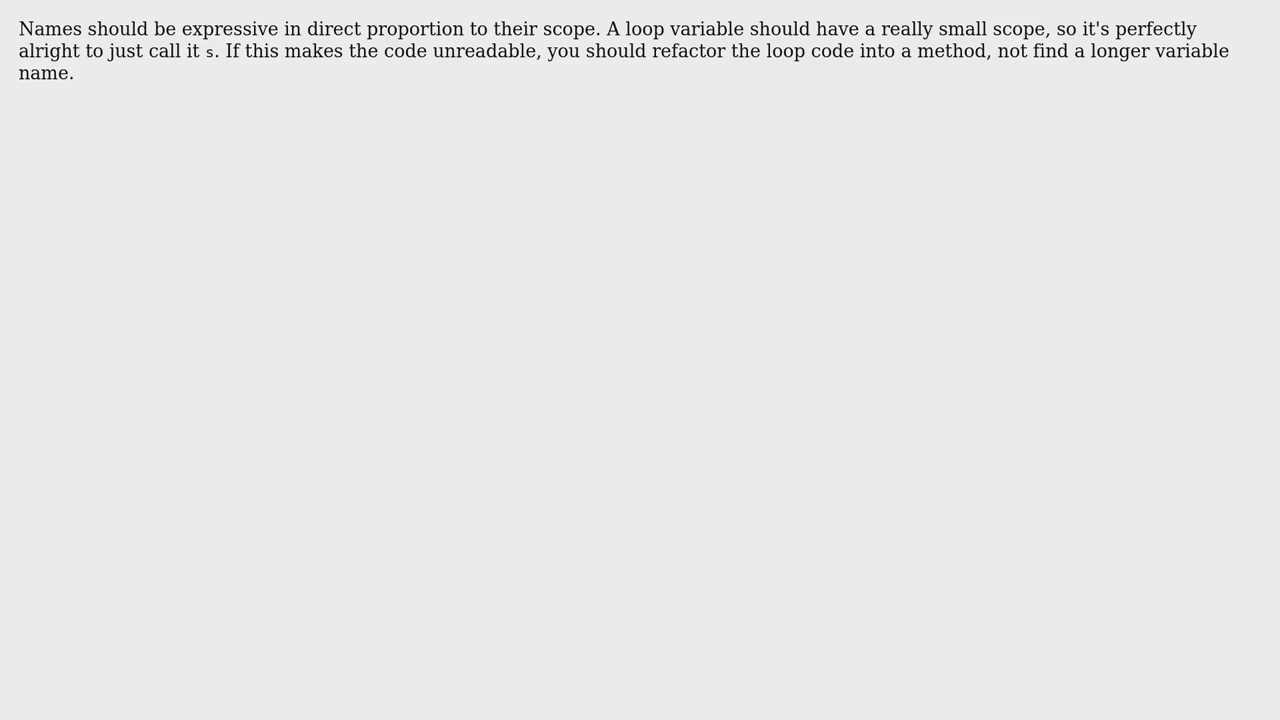 Names should be expressive in direct proportion to their scope. A loop variable should have a really small scope, so it's perfectly
alright to just call it s. If this makes the code unreadable, you should refactor the loop code into a method, not find a longer variable
name.